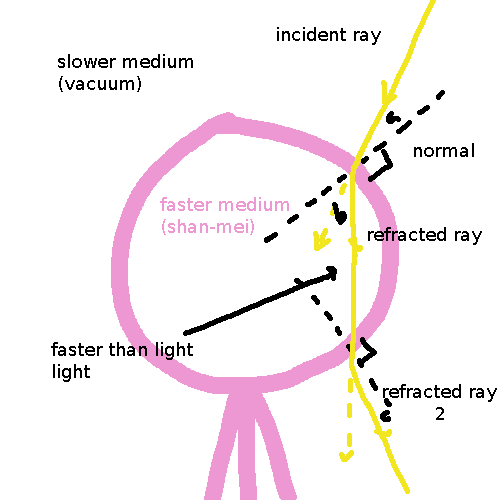 incident ray
slower medium
(vacuum)
normal
faster medium
(shan-mei)
refracted ray
faster than light
light
refracted ray
2